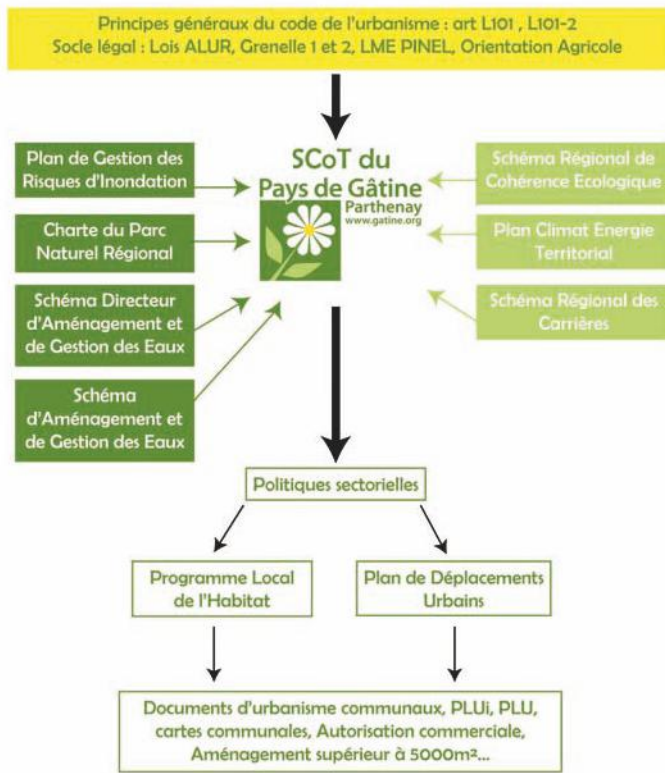 Principes généraux du code de l'urbanisme : art L101 , L101-2
Socle légal : Lois ALUR, Grenelle 1 et 2, LME PINEL, Orientation Agricole
Plan de Gestion des
Risques d'Inondation
Charte du Parc
Naturel Régional
Schéma Directeur
d'Aménagement et
de Gestion des Eaux
Schéma
d'Aménagement et
de Gestion des Eaux
SCoT du
Pays de Gâtine
Parthenay
www.gatine.org
Schéma Régional de
Cohérence Ecologique
Plan Climat Energie
Territorial
Schéma Régional des
Carrières
Politiques sectorielles
Programme Local
de l'Habitat
Plan de Déplacements
Urbains
Documents d'urbanisme communaux, PLUi, PLU,
cartes communales, Autorisation commerciale,
Aménagement supérieur à 5000m²...